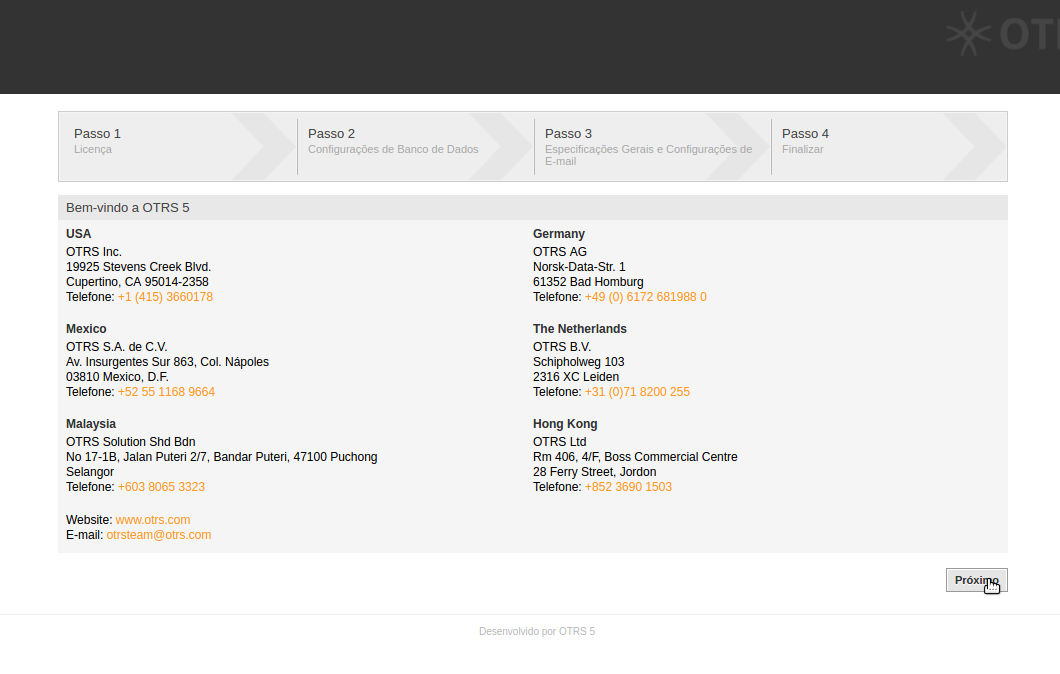 OTR
Passo 1
Licença
Passo 2
Configurações de Banco de Dados
Passo 3
Especificações Gerais e Configurações de
E-mail
Passo 4
Finalizar
Bem-vindo a OTRS 5
USA
OTRS Inc.
19925 Stevens Creek Blvd.
Cupertino, CA 95014-2358
Telefone: +1 (415) 3660178
Germany
OTRS AG
Norsk-Data-Str. 1
61352 Bad Homburg
Telefone: +49 (0) 6172 681988 0
Mexico
OTRS S.A. de C.V.
Av. Insurgentes Sur 863, Col. Nápoles
03810 Mexico, D.F.
Telefone: +52 55 1168 9664
The Netherlands
OTRS B.V.
Schipholweg 103
2316 XC Leiden
Telefone: +31 (0)71 8200 255
Malaysia
OTRS Solution Shd Bdn
No 17-1B, Jalan Puteri 2/7, Bandar Puteri, 47100 Puchong
Selangor
Telefone: +603 8065 3323
Hong Kong
OTRS Ltd
Rm 406, 4/F, Boss Commercial Centre
28 Ferry Street, Jordon
Telefone: +852 3690 1503
Website: www.otrs.com
E-mail: otrsteam@otrs.com
Próximo
Desenvolvido por OTRS 5